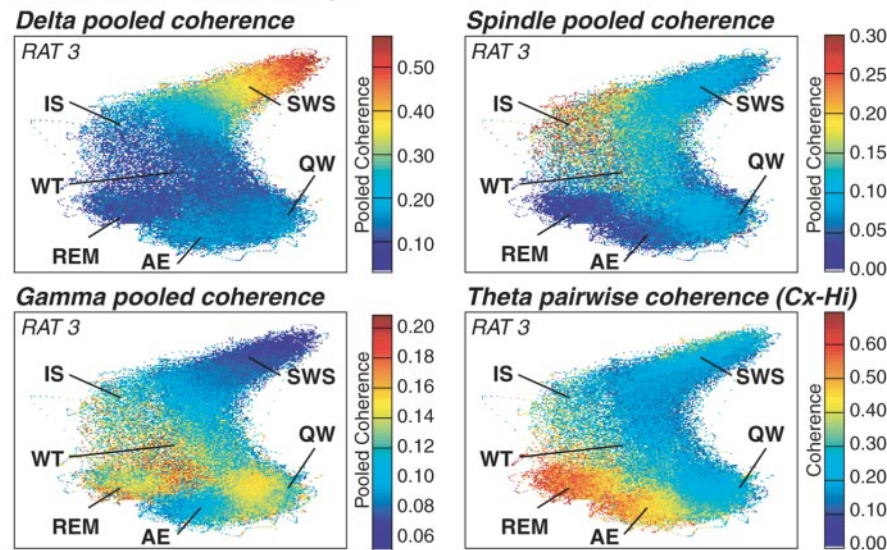 Delta pooled coherence
RAT 3
IS
SWS
QW
WT
REM
AE
Pooled Coherence
0.50
0.40
0.30
0.20
0.10
Spindle pooled coherence
RAT 3
IS
SWS
QW
WT
REM
AE
Pooled Coherence
0.30
0.25
0.20
0.15
0.10
0.05
0.00
Gamma pooled coherence
RAT 3
IS
SWS
QW
WT
REM
AE
Pooled Coherence
0.20
0.18
0.16
0.14
0.12
0.10
0.08
0.06
Theta pairwise coherence (Cx-Hi)
RAT 3
IS
SWS
QW
WT
REM
AE
Coherence
0.60
0.50
0.40
0.30
0.20
0.10
0.00